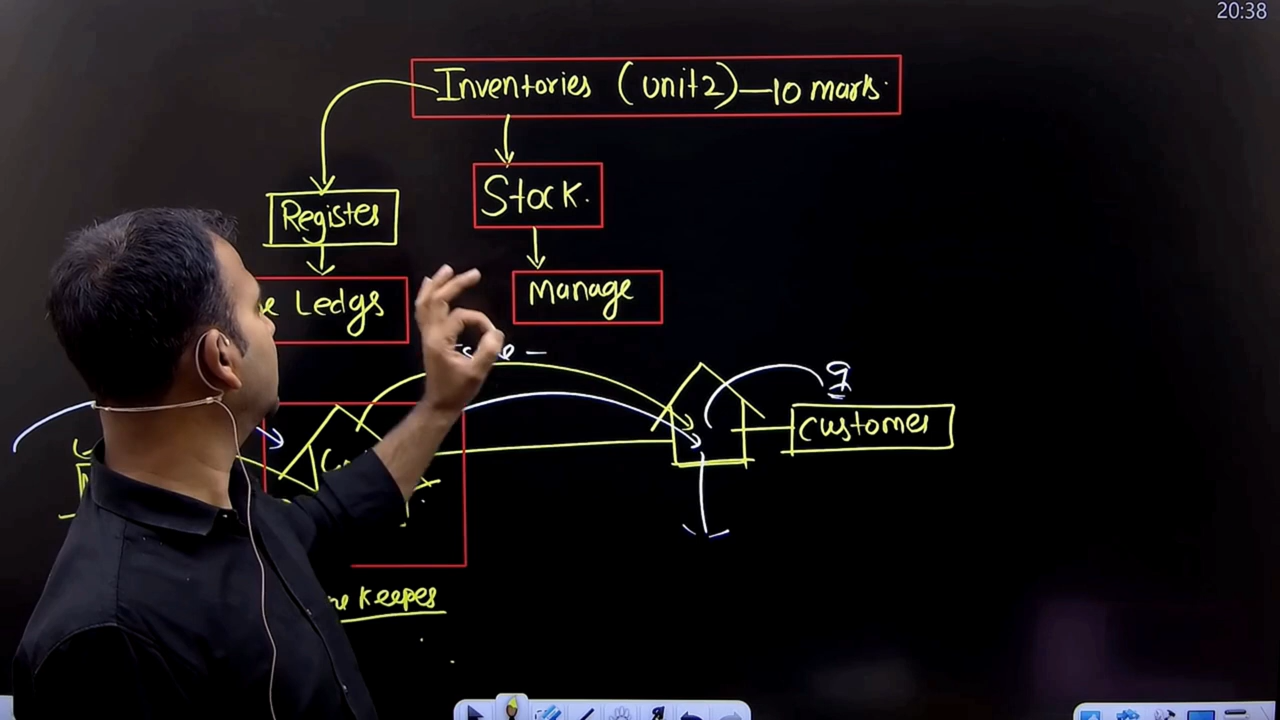 20:38
Inventories (unit2)—10 marks.
Register
Stock.
Ledgs
Manage
customer
Keepes